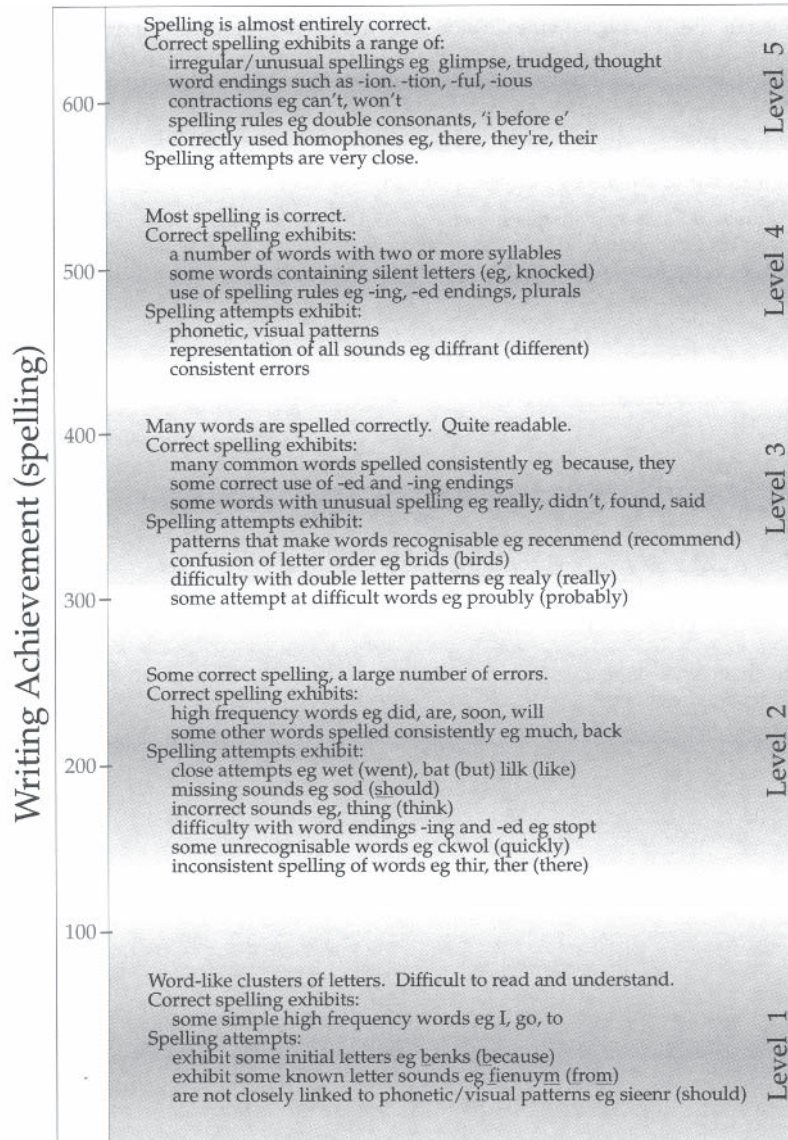 Writing Achievement (spelling)
Spelling is almost entirely correct.
Correct spelling exhibits a range of:
irregular/unusual spellings eg glimpse, trudged, thought
word endings such as -ion. -tion, -ful, -ious
contractions eg can't, won't
spelling rules eg double consonants, 'i before e'
correctly used homophones eg, there, they're, their
Spelling attempts are very close.
600
Level 5
Most spelling is correct.
Correct spelling exhibits:
a number of words with two or more syllables
some words containing silent letters (eg, knocked)
use of spelling rules eg -ing, -ed endings, plurals
Spelling attempts exhibit:
phonetic, visual patterns
representation of all sounds eg diffrant (different)
consistent errors
500
Level 4
Many words are spelled correctly. Quite readable.
Correct spelling exhibits:
many common words spelled consistently eg because, they
some correct use of -ed and -ing endings
some words with unusual spelling eg really, didn't, found, said
Spelling attempts exhibit:
patterns that make words recognisable eg recenmend (recommend)
confusion of letter order eg brids (birds)
difficulty with double letter patterns eg realy (really)
some attempt at difficult words eg proubly (probably)
400
300
Level 3
Some correct spelling, a large number of errors.
Correct spelling exhibits:
high frequency words eg did, are, soon, will
some other words spelled consistently eg much, back
Spelling attempts exhibit:
close attempts eg wet (went), bat (but) lilk (like)
missing sounds eg sod (should)
incorrect sounds eg, thing (think)
difficulty with word endings -ing and -ed eg stopt
some unrecognisable words eg ckwol (quickly)
inconsistent spelling of words eg thir, ther (there)
200
Level 2
100
Word-like clusters of letters. Difficult to read and understand.
Correct spelling exhibits:
some simple high frequency words eg I, go, to
Spelling attempts:
exhibit some initial letters eg benks (because)
exhibit some known letter sounds eg fienuym (from)
are not closely linked to phonetic/visual patterns eg sieenr (should)
Level 1